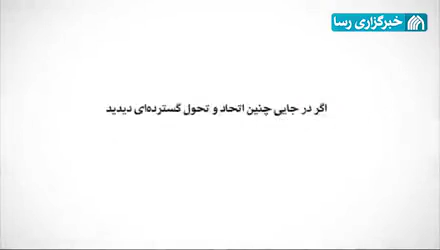 خبرگزاری رسا
اگر در جایی چنین اتحاد و تحول گسترده‌ای دیدید